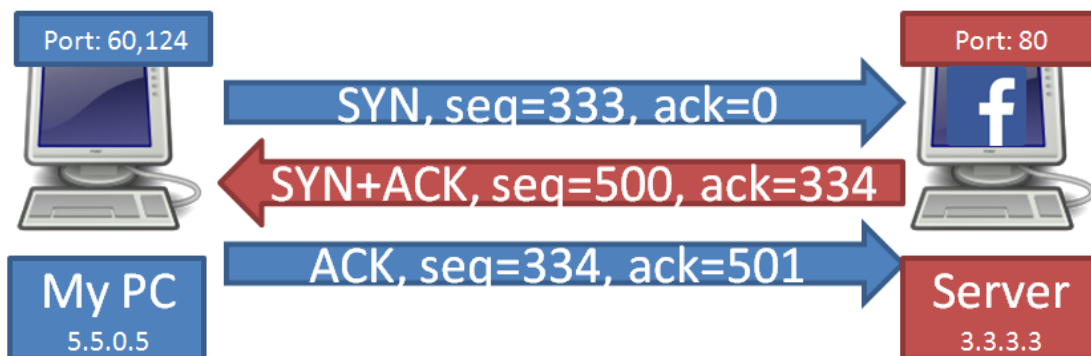 Port: 60,124
Port: 80
SYN, seq=333, ack=0
f
SYN+ACK, seq=500, ack=334
ACK, seq=334, ack=501
My PC
5.5.0.5
Server
3.3.3.3